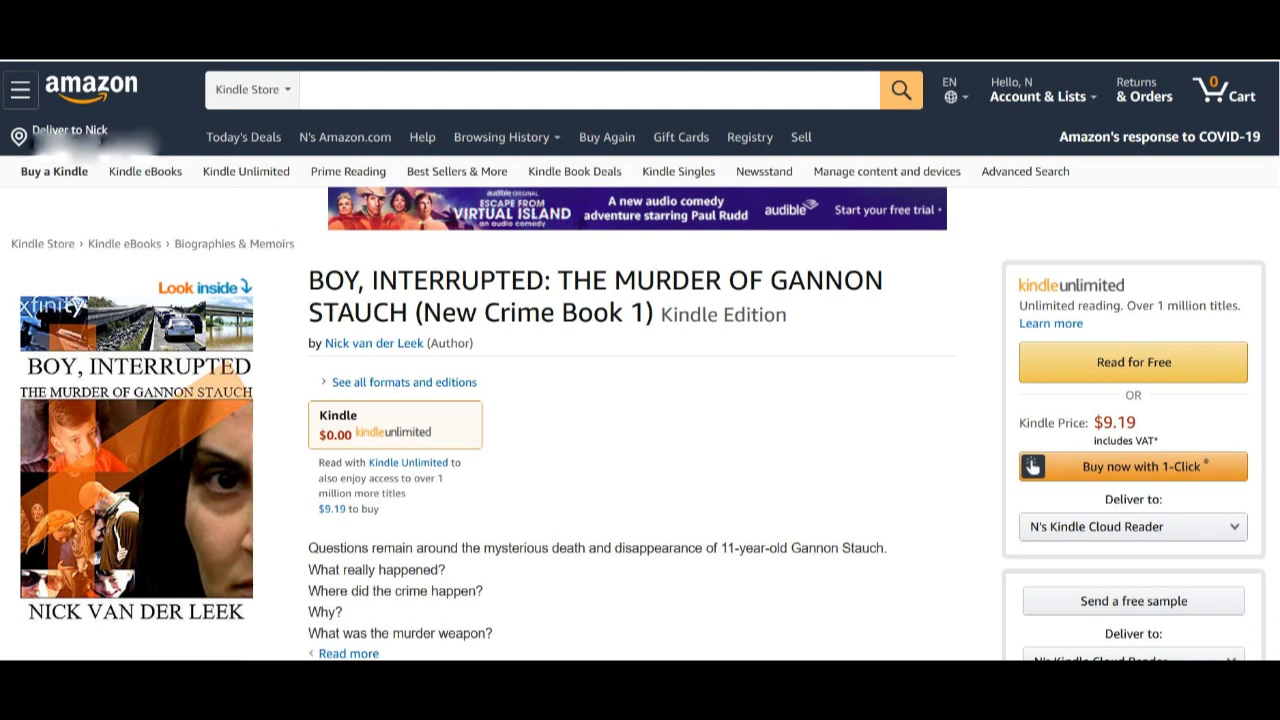 amazon
Kindle Store
EN
Hello, N
Account & Lists
Returns
& Orders
0
Cart
Deliver to Nick
Today's Deals
N's Amazon.com
Help
Browsing History
Buy Again
Gift Cards
Registry
Sell
Amazon's response to COVID-19
Buy a Kindle
Kindle eBooks
Kindle Unlimited
Prime Reading
Best Sellers & More
Kindle Book Deals
Kindle Singles
Newsstand
Manage content and devices
Advanced Search
audible ORIGINAL
ESCAPE FROM
VIRTUAL ISLAND
an audio comedy
A new audio comedy
adventure starring Paul Rudd
audible
Start your free trial ›
Kindle Store › Kindle eBooks › Biographies & Memoirs
Look inside
xfinity
BOY, INTERRUPTED
THE MURDER OF GANNON STAUCH
NICK VAN DER LEEK
BOY, INTERRUPTED: THE MURDER OF GANNON
STAUCH (New Crime Book 1) Kindle Edition
by Nick van der Leek (Author)
› See all formats and editions
Kindle
$0.00 kindleunlimited
Read with Kindle Unlimited to
also enjoy access to over 1
million more titles
$9.19 to buy
Questions remain around the mysterious death and disappearance of 11-year-old Gannon Stauch.
What really happened?
Where did the crime happen?
Why?
What was the murder weapon?
‹ Read more
kindleunlimited
Unlimited reading. Over 1 million titles.
Learn more
Read for Free
OR
Kindle Price: $9.19
includes VAT*
Buy now with 1-Click ®
Deliver to:
N's Kindle Cloud Reader
Send a free sample
Deliver to:
N's Kindle Cloud Reader